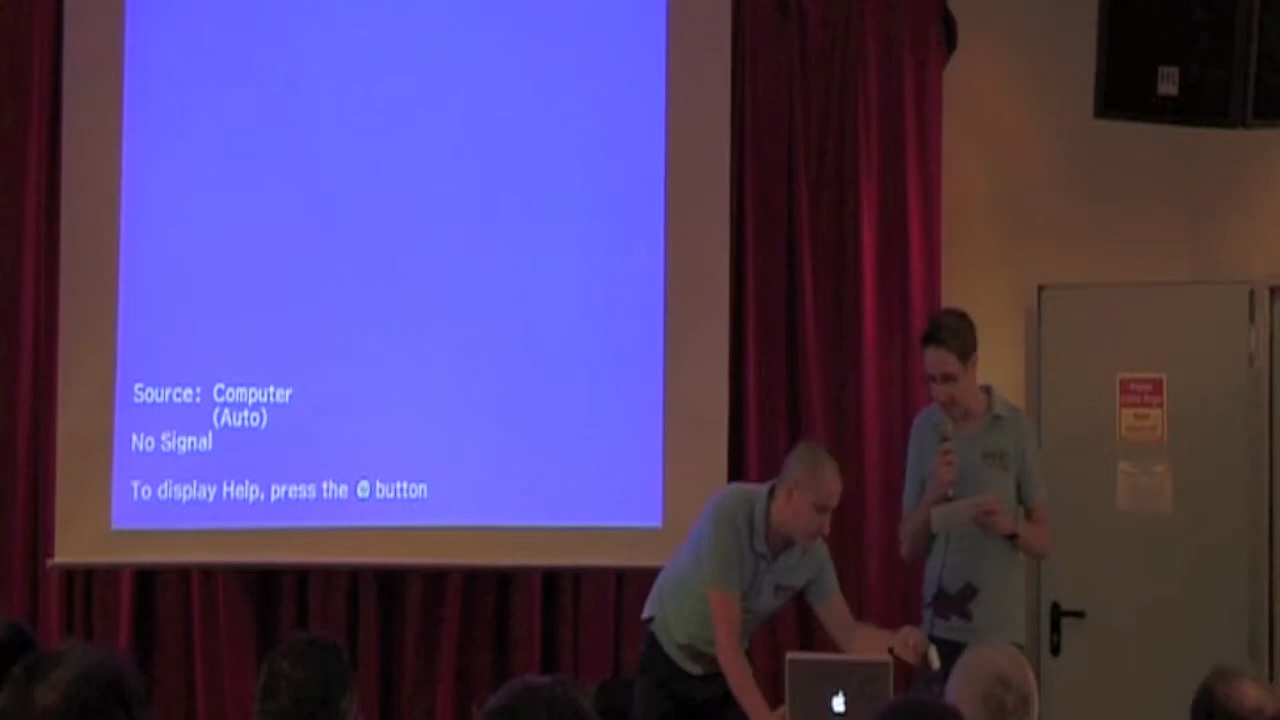 Source: Computer
(Auto)
No Signal
To display Help, press the button